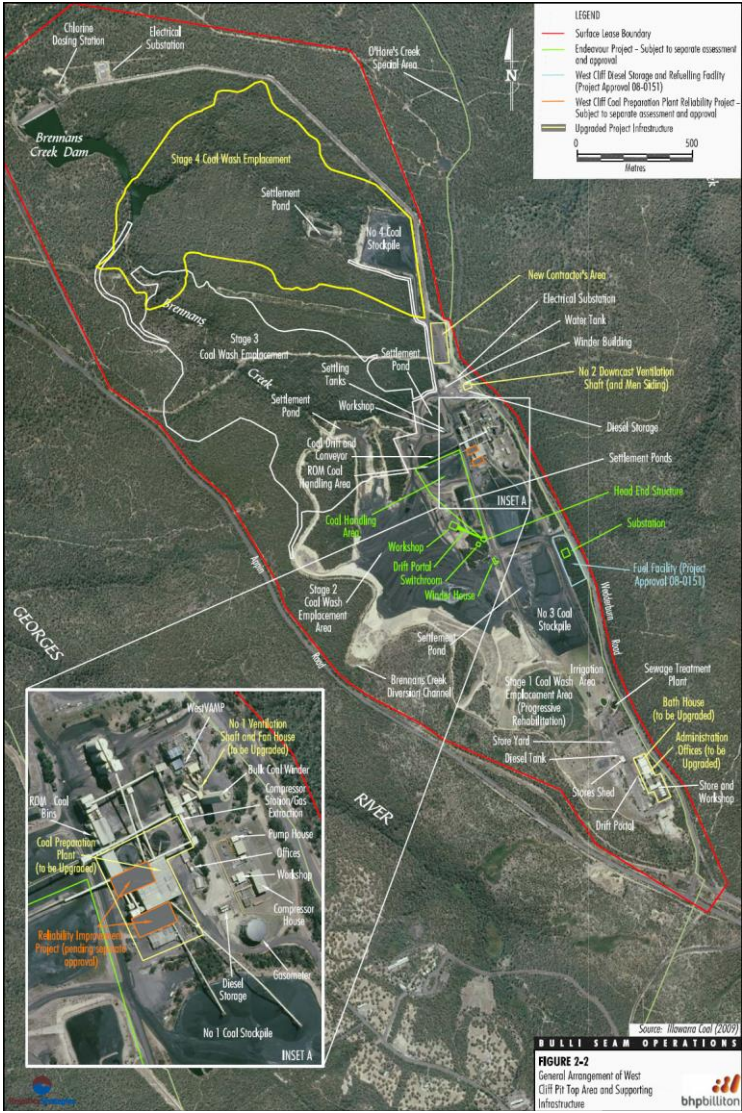 LEGEND
Surface Lease Boundary
Endeavour Project - Subject to separate assessment
and approval
West Cliff Diesel Storage and Refuelling Facility
(Project Approval 08-0151)
West Cliff Coal Preparation Plant Reliability Project -
Subject to separate assessment and approval
Upgraded Project Infrastructure
0
500
Metres
N
Chlorine
Dosing Station
Electrical
Substation
O'Hare's Creek
Special Area
Brennans
Creek Dam
Stage 4 Coal Wash Emplacement
Settlement
Pond
No 4 Coal
Stockpile
New Contractor's Area
Electrical Substation
Water Tank
Winder Building
No 2 Downcast Ventilation
Shaft (and Men Siding)
Brennans
Creek
Stage 3
Coal Wash Emplacement
Settlement
Pond
Settling
Tanks
Settlement
Pond
Workshop
Diesel Storage
Coal Drift and
Conveyor
ROM Coal
Handling Area
Settlement Ponds
INSET A
Head End Structure
Coal Handling
Area
Substation
Workshop
Drift Portal
Switchroom
Winder House
Fuel Facility (Project
Approval 08-0151)
Stage 2
Coal Wash
Emplacement
Area
No 3 Coal
Stockpile
Wedderburn
Road
Appin
Road
GEORGES
RIVER
Settlement
Pond
Brennans Creek
Diversion Channel
Stage 1 Coal Wash
Emplacement Area
(Progressive
Rehabilitation)
Irrigation
Area
Sewage Treatment
Plant
Bath House
(to be Upgraded)
Administration
Offices (to be
Upgraded)
Store Yard
Diesel Tank
Stores Shed
Store and
Workshop
Drift Portal
WestVAMP
No 1 Ventilation
Shaft and Fan House
(to be Upgraded)
Bulk Coal Winder
Compressor
Station/Gas
Extraction
ROM Coal
Bins
Pump House
Coal Preparation
Plant
(to be Upgraded)
Offices
Workshop
Compressor
House
Reliability Improvement
Project (pending separate
approval)
Gasometer
Diesel
Storage
No 1 Coal Stockpile
INSET A
Source: Illawarra Coal (2009)
BULLI SEAM OPERATIONS
FIGURE 2-2
General Arrangement of West
Cliff Pit Top Area and Supporting
Infrastructure
bhpbilliton